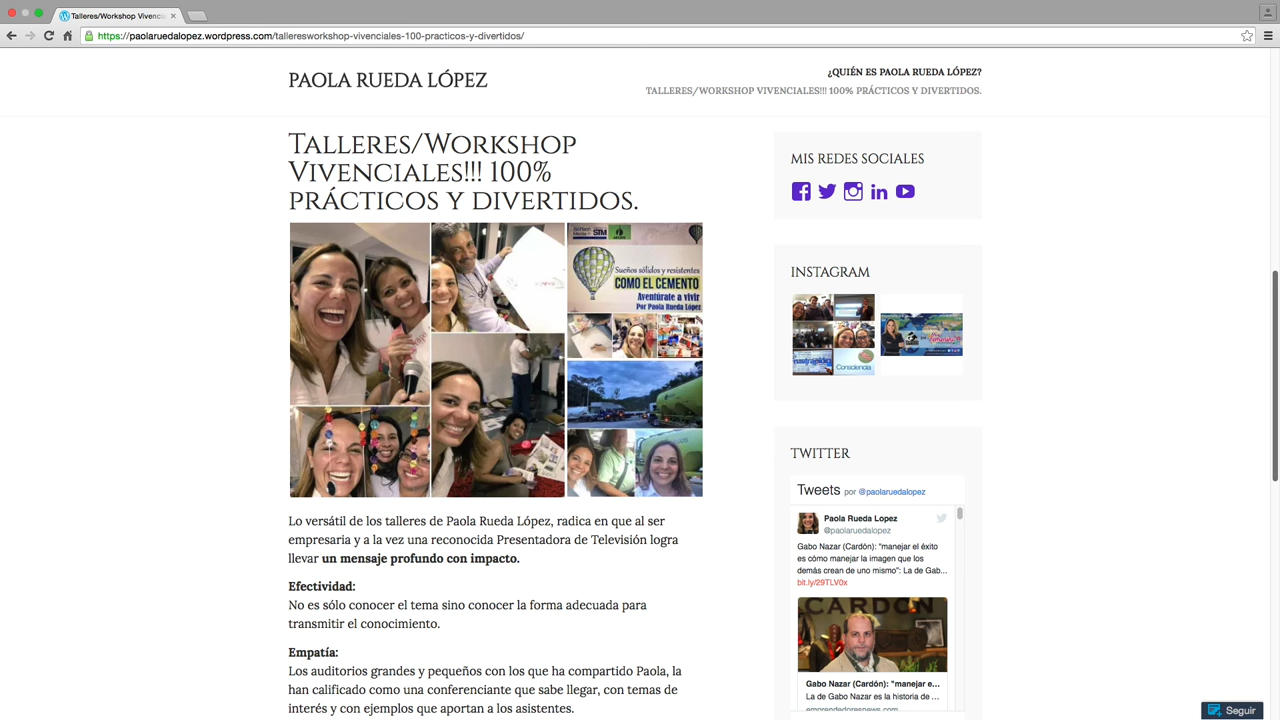 Talleres/Workshop Vivencia
https://paolaruedalopez.wordpress.com/talleresworkshop-vivenciales-100-practicos-y-divertidos/
PAOLA RUEDA LÓPEZ
¿QUIÉN ES PAOLA RUEDA LÓPEZ?
TALLERES/WORKSHOP VIVENCIALES!!! 100% PRÁCTICOS Y DIVERTIDOS.
Talleres/Workshop
Vivenciales!!! 100%
prácticos y divertidos.
Sueños sólidos y resistentes
COMO EL CEMENTO
Aventúrate a vivir
Por Paola Rueda López
Lo versátil de los talleres de Paola Rueda López, radica en que al ser
empresaria y a la vez una reconocida Presentadora de Televisión logra
llevar un mensaje profundo con impacto.
Efectividad:
No es sólo conocer el tema sino conocer la forma adecuada para
transmitir el conocimiento.
Empatía:
Los auditorios grandes y pequeños con los que ha compartido Paola, la
han calificado como una conferenciante que sabe llegar, con temas de
interés y con ejemplos que aportan a los asistentes.
MIS REDES SOCIALES
INSTAGRAM
Consciencia
TWITTER
Tweets por @paolaruedalopez
Paola Rueda Lopez
@paolaruedalopez
Gabo Nazar (Cardón): "manejar el éxito
es cómo manejar la imagen que los
demás crean de uno mismo": La de Gab...
bit.ly/29TLV0x
CARDON
Gabo Nazar (Cardón): "manejar e...
La de Gabo Nazar es la historia de ...
emprendedoresnews.com
Seguir